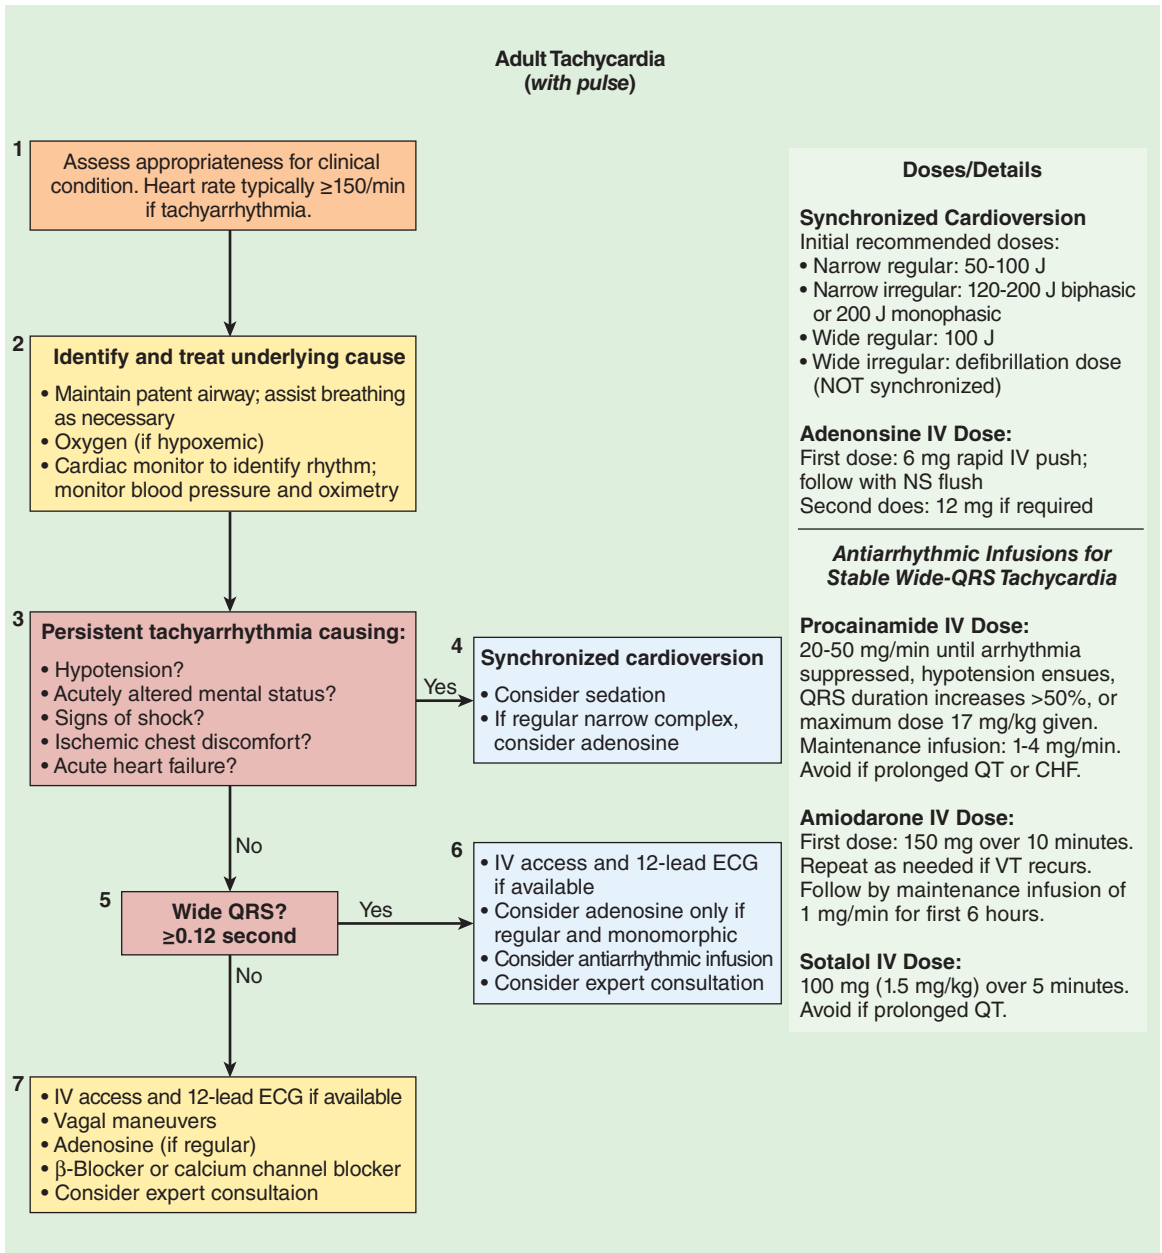 Adult Tachycardia
(with pulse)
1
Assess appropriateness for clinical
condition. Heart rate typically ≥150/min
if tachyarrhythmia.
2
Identify and treat underlying cause
• Maintain patent airway; assist breathing
as necessary
• Oxygen (if hypoxemic)
• Cardiac monitor to identify rhythm;
monitor blood pressure and oximetry
3
Persistent tachyarrhythmia causing:
• Hypotension?
• Acutely altered mental status?
• Signs of shock?
• Ischemic chest discomfort?
• Acute heart failure?
Yes
4
Synchronized cardioversion
• Consider sedation
• If regular narrow complex,
consider adenosine
No
5
Wide QRS?
≥0.12 second
Yes
6
• IV access and 12-lead ECG
if available
• Consider adenosine only if
regular and monomorphic
• Consider antiarrhythmic infusion
• Consider expert consultation
No
7
• IV access and 12-lead ECG if available
• Vagal maneuvers
• Adenosine (if regular)
• β-Blocker or calcium channel blocker
• Consider expert consultaion
Doses/Details
Synchronized Cardioversion
Initial recommended doses:
• Narrow regular: 50-100 J
• Narrow irregular: 120-200 J biphasic
or 200 J monophasic
• Wide regular: 100 J
• Wide irregular: defibrillation dose
(NOT synchronized)
Adenonsine IV Dose:
First dose: 6 mg rapid IV push;
follow with NS flush
Second does: 12 mg if required
Antiarrhythmic Infusions for
Stable Wide-QRS Tachycardia
Procainamide IV Dose:
20-50 mg/min until arrhythmia
suppressed, hypotension ensues,
QRS duration increases >50%, or
maximum dose 17 mg/kg given.
Maintenance infusion: 1-4 mg/min.
Avoid if prolonged QT or CHF.
Amiodarone IV Dose:
First dose: 150 mg over 10 minutes.
Repeat as needed if VT recurs.
Follow by maintenance infusion of
1 mg/min for first 6 hours.
Sotalol IV Dose:
100 mg (1.5 mg/kg) over 5 minutes.
Avoid if prolonged QT.